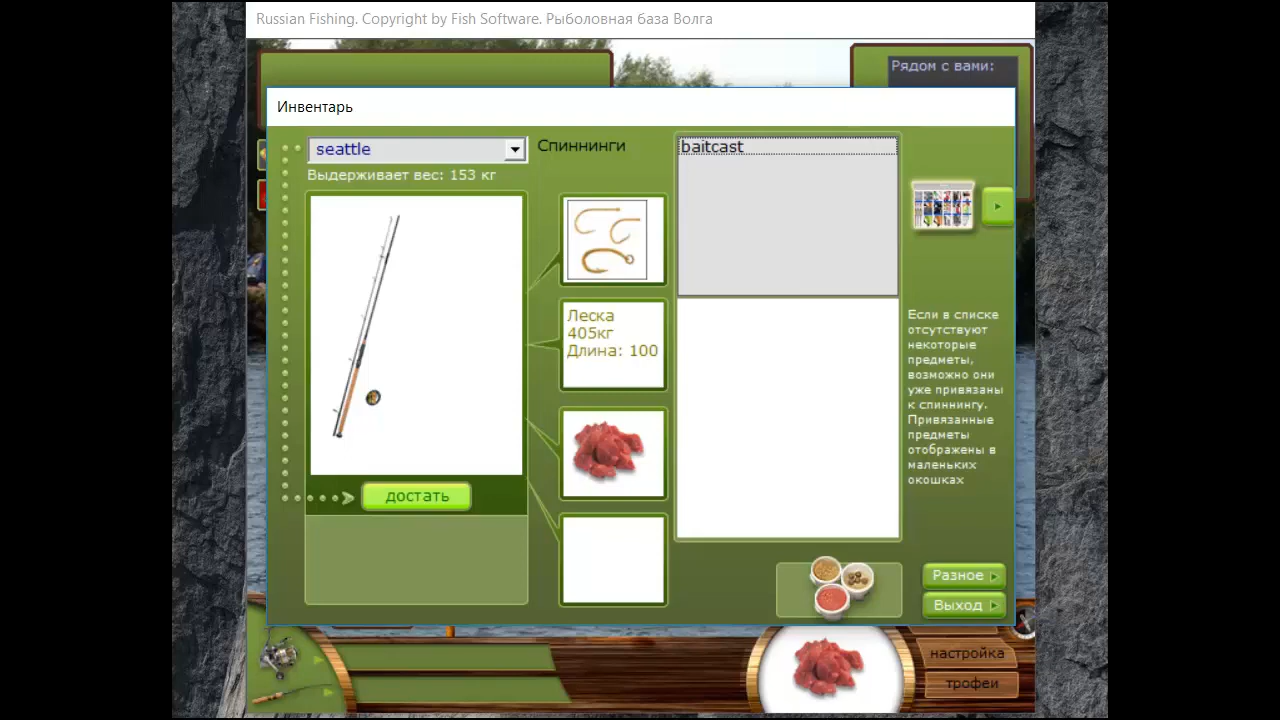 Russian Fishing. Copyright by Fish Software. Рыболовная база Волга
Рядом с вами:
Инвентарь
seattle
Спиннинги
baitcast
Выдерживает вес: 153 кг
Леска
405кг
Длина: 100
Если в списке
отсутствуют
некоторые
предметы,
возможно они
уже привязаны
к спиннингу.
Привязанные
предметы
отображены в
маленьких
окошках
достать
Разное
Выход
настройка
трофеи